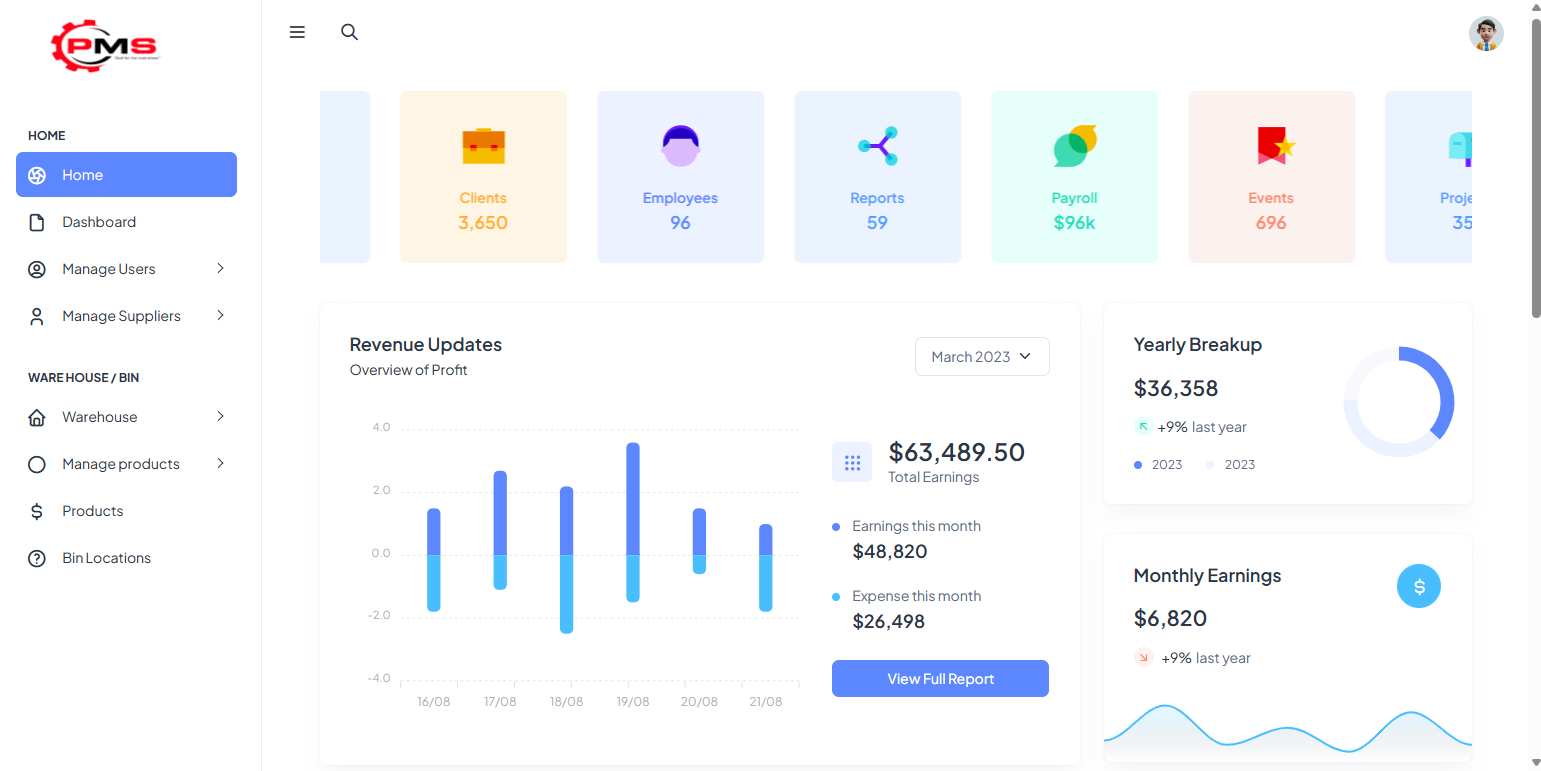 PMS
HOME
Home
Dashboard
Manage Users
Manage Suppliers
WAREHOUSE / BIN
Warehouse
Manage products
Products
Bin Locations
Clients
3,650
Employees
96
Reports
59
Payroll
$96k
Events
696
Proje
35
Revenue Updates
Overview of Profit
March 2023
4.0
2.0
0.0
-2.0
-4.0
16/08 17/08 18/08 19/08 20/08 21/08
$63,489.50
Total Earnings
Earnings this month
$48,820
Expense this month
$26,498
View Full Report
Yearly Breakup
$36,358
+9% last year
2023 2023
Monthly Earnings
$6,820
+9% last year